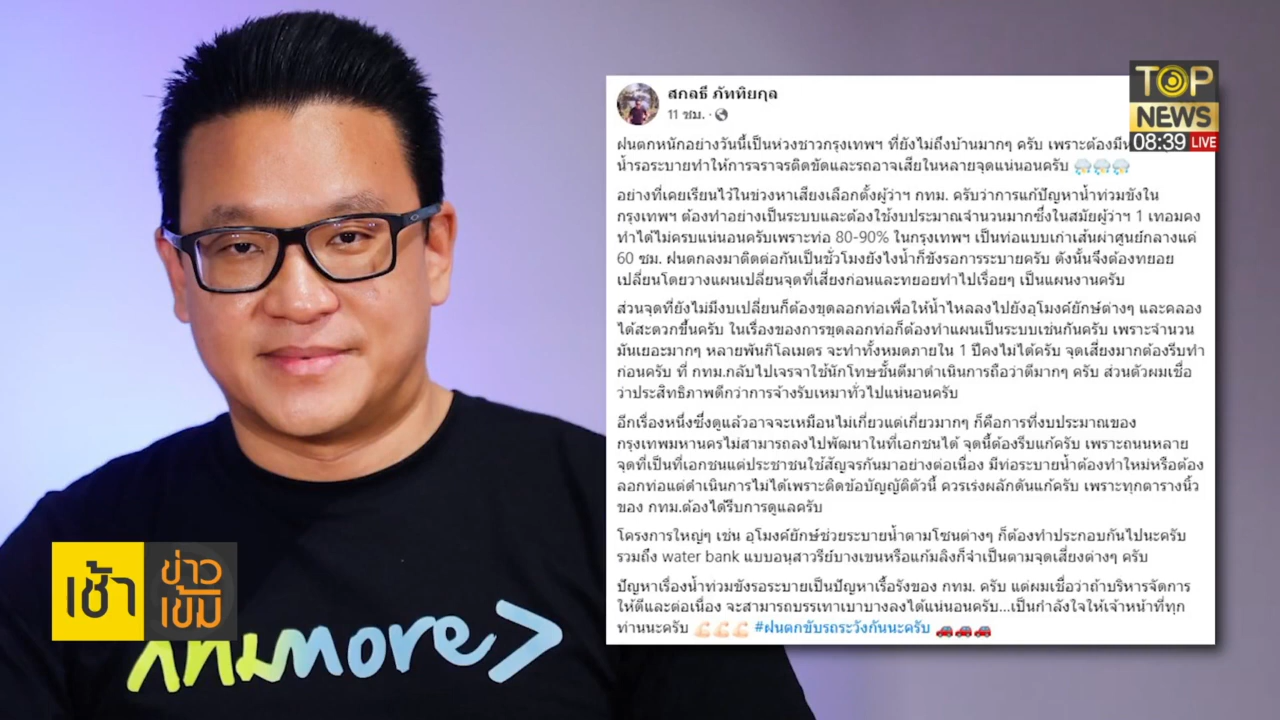 TOP
NEWS
08:39 LIVE
สกลธี ภัททิยกุล
11 ชม. ·
ฝนตกหนักอย่างวันนี้เป็นห่วงชาวกรุงเทพฯ ที่ยังไม่ถึงบ้านมากๆ ครับ เพราะต้องมี
น้ำรอระบายทำให้การจราจรติดขัดและรถอาจเสียในหลายจุดแน่นอนครับ 🌧🌧🌧
อย่างที่เคยเรียนไว้ในช่วงหาเสียงเลือกตั้งผู้ว่าฯ กทม. ครับว่าการแก้ปัญหาน้ำท่วมขังใน
กรุงเทพฯ ต้องทำอย่างเป็นระบบและต้องใช้งบประมาณจำนวนมากซึ่งในสมัยผู้ว่าฯ 1 เทอมคง
ทำได้ไม่ครบแน่นอนครับเพราะท่อ 80-90% ในกรุงเทพฯ เป็นท่อแบบเก่าเส้นผ่าศูนย์กลางแค่
60 ซม. ฝนตกลงมาติดต่อกันเป็นชั่วโมงยังไงน้ำก็ขังรอการระบายครับ ดังนั้นจึงต้องทยอย
เปลี่ยนโดยวางแผนเปลี่ยนจุดที่เสี่ยงก่อนและทยอยทำไปเรื่อยๆ เป็นแผนงานครับ
ส่วนจุดที่ยังไม่มีงบเปลี่ยนก็ต้องขุดลอกท่อเพื่อให้น้ำไหลลงไปยังอุโมงค์ยักษ์ต่างๆ และคลอง
ได้สะดวกขึ้นครับ ในเรื่องของการขุดลอกท่อก็ต้องทำแผนเป็นระบบเช่นกันครับ เพราะจำนวน
มันเยอะมากๆ หลายพันกิโลเมตร จะทำทั้งหมดภายใน 1 ปีคงไม่ได้ครับ จุดเสี่ยงมากต้องรีบทำ
ก่อนครับ ที่ กทม.กลับไปเจรจาใช้นักโทษชั้นดีมาดำเนินการถือว่าดีมากๆ ครับ ส่วนตัวผมเชื่อ
ว่าประสิทธิภาพดีกว่าการจ้างรับเหมาทั่วไปแน่นอนครับ
อีกเรื่องหนึ่งซึ่งดูแล้วอาจจะเหมือนไม่เกี่ยวแต่เกี่ยวมากๆ ก็คือการที่งบประมาณของ
กรุงเทพมหานครไม่สามารถลงไปพัฒนาในที่เอกชนได้ จุดนี้ต้องรีบแก้ครับ เพราะถนนหลาย
จุดที่เป็นที่เอกชนแต่ประชาชนใช้สัญจรกันมาอย่างต่อเนื่อง มีท่อระบายน้ำต้องทำใหม่หรือต้อง
ลอกท่อแต่ดำเนินการไม่ได้เพราะติดข้อบัญญัติตัวนี้ ควรเร่งผลักดันแก้ครับ เพราะทุกตารางนิ้ว
ของ กทม.ต้องได้รับการดูแลครับ
โครงการใหญ่ๆ เช่น อุโมงค์ยักษ์ช่วยระบายน้ำตามโซนต่างๆ ก็ต้องทำประกอบกันไปนะครับ
รวมถึง water bank แบบอนุสาวรีย์บางเขนหรือแก้มลิงก็จำเป็นตามจุดเสี่ยงต่างๆ ครับ
ปัญหาเรื่องน้ำท่วมขังรอระบายเป็นปัญหาเรื้อรังของ กทม. ครับ แต่ผมเชื่อว่าถ้าบริหารจัดการ
ให้ดีและต่อเนื่อง จะสามารถบรรเทาเบาบางลงได้แน่นอนครับ...เป็นกำลังใจให้เจ้าหน้าที่ทุก
ท่านนะครับ 💪🏻💪🏻💪🏻 #ฝนตกขับรถระวังกันนะครับ 🚗🚗🚗
เช้า
ข่าว
เข้ม
กทมmore>